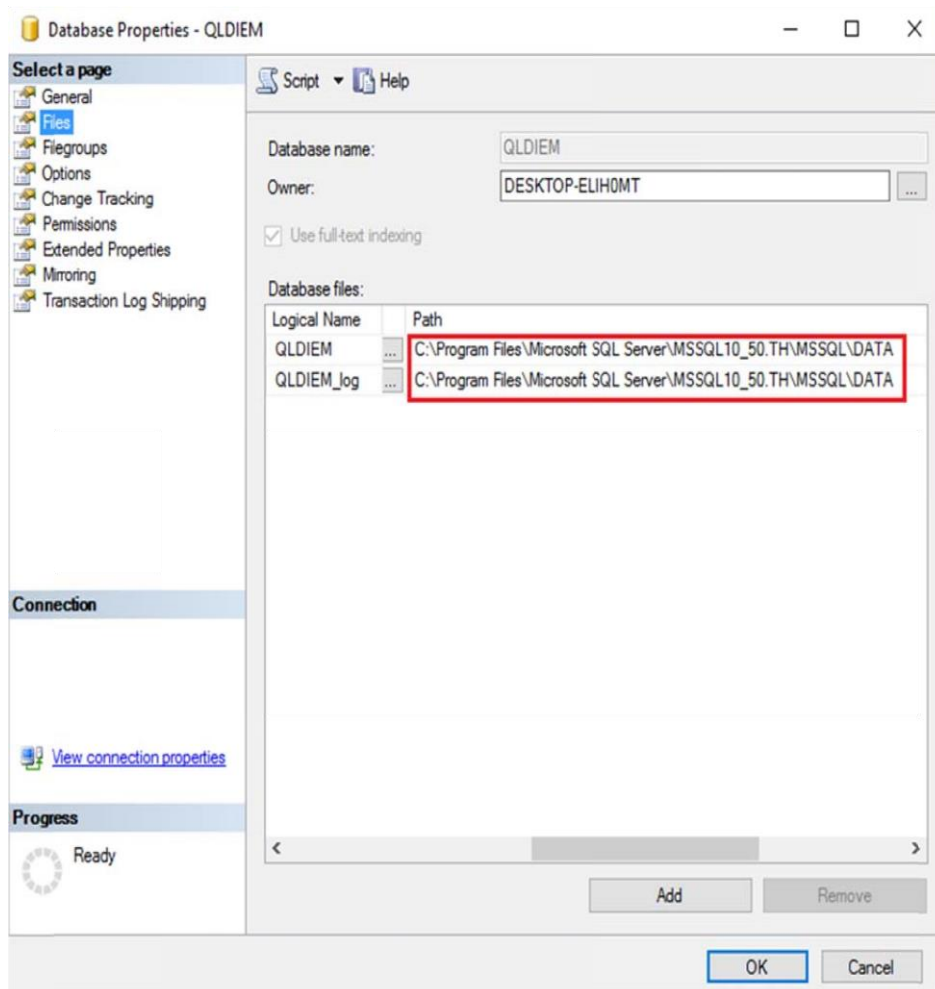 Database Properties - QLDIEM
Select a page
General
Files
Filegroups
Options
Change Tracking
Permissions
Extended Properties
Mirroring
Transaction Log Shipping
Connection
View connection properties
Progress
Ready
Script Help
Database name: QLDIEM
Owner: DESKTOP-ELIH0MT ...
Use full-text indexing
Database files:
Logical Name Path
QLDIEM ... C:\Program Files\Microsoft SQL Server\MSSQL10_50.TH\MSSQL\DATA
QLDIEM_log ... C:\Program Files\Microsoft SQL Server\MSSQL10_50.TH\MSSQL\DATA
Add Remove
OK Cancel